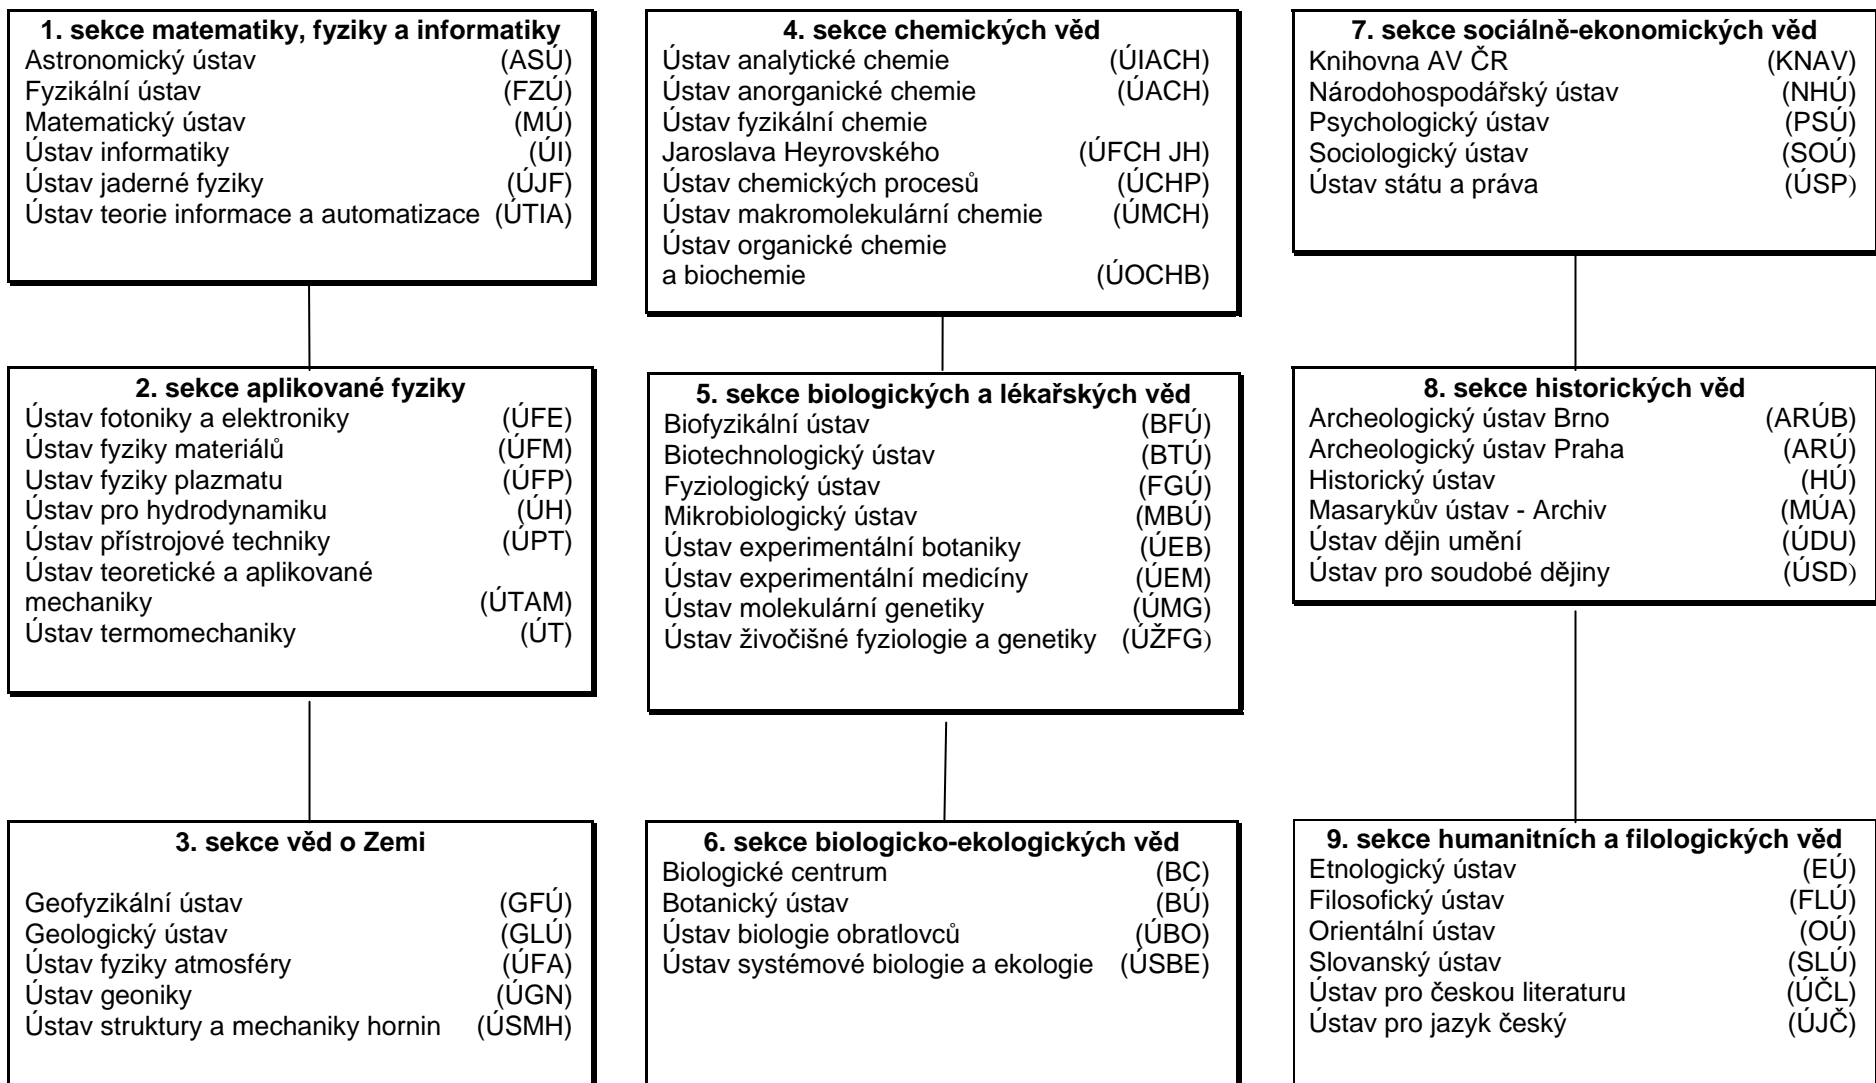 1. sekce matematiky, fyziky a informatiky
Astronomický ústav (ASÚ)
Fyzikální ústav (FZÚ)
Matematický ústav (MÚ)
Ústav informatiky (ÚI)
Ústav jaderné fyziky (ÚJF)
Ústav teorie informace a automatizace (ÚTIA)
2. sekce aplikované fyziky
Ústav fotoniky a elektroniky (ÚFE)
Ústav fyziky materiálů (ÚFM)
Ustav fyziky plazmatu (ÚFP)
Ústav pro hydrodynamiku (ÚH)
Ústav přístrojové techniky (ÚPT)
Ústav teoretické a aplikované
mechaniky (ÚTAM)
Ústav termomechaniky (ÚT)
3. sekce věd o Zemi
Geofyzikální ústav (GFÚ)
Geologický ústav (GLÚ)
Ústav fyziky atmosféry (ÚFA)
Ústav geoniky (ÚGN)
Ústav struktury a mechaniky hornin (ÚSMH)
4. sekce chemických věd
Ústav analytické chemie (ÚIACH)
Ústav anorganické chemie (ÚACH)
Ústav fyzikální chemie
Jaroslava Heyrovského (ÚFCH JH)
Ústav chemických procesů (ÚCHP)
Ústav makromolekulární chemie (ÚMCH)
Ústav organické chemie
a biochemie (ÚOCHB)
5. sekce biologických a lékařských věd
Biofyzikální ústav (BFÚ)
Biotechnologický ústav (BTÚ)
Fyziologický ústav (FGÚ)
Mikrobiologický ústav (MBÚ)
Ústav experimentální botaniky (ÚEB)
Ústav experimentální medicíny (ÚEM)
Ústav molekulární genetiky (ÚMG)
Ústav živočišné fyziologie a genetiky (ÚŽFG)
6. sekce biologicko-ekologických věd
Biologické centrum (BC)
Botanický ústav (BÚ)
Ústav biologie obratlovců (ÚBO)
Ústav systémové biologie a ekologie (ÚSBE)
7. sekce sociálně-ekonomických věd
Knihovna AV ČR (KNAV)
Národohospodářský ústav (NHÚ)
Psychologický ústav (PSÚ)
Sociologický ústav (SOÚ)
Ústav státu a práva (ÚSP)
8. sekce historických věd
Archeologický ústav Brno (ARÚB)
Archeologický ústav Praha (ARÚ)
Historický ústav (HÚ)
Masarykův ústav - Archiv (MÚA)
Ústav dějin umění (ÚDU)
Ústav pro soudobé dějiny (ÚSD)
9. sekce humanitních a filologických věd
Etnologický ústav (EÚ)
Filosofický ústav (FLÚ)
Orientální ústav (OÚ)
Slovanský ústav (SLÚ)
Ústav pro českou literaturu (ÚČL)
Ústav pro jazyk český (ÚJČ)